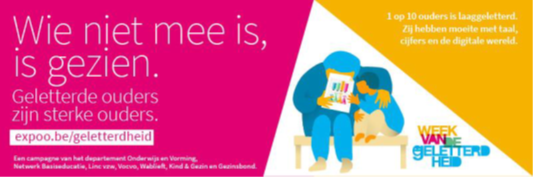 Wie niet mee is,
is gezien.
Geletterde ouders
zijn sterke ouders.
expoo.be/geletterdheid
Een campagne van het departement Onderwijs en Vorming,
Netwerk Basiseducatie, Linc vzw, Vocvo, Wablieft, Kind & Gezin en Gezinsbond.
1 op 10 ouders is laaggeletterd.
Zij hebben moeite met taal,
cijfers en de digitale wereld.
WEEK
VAN DE
GELETTERD
HEID